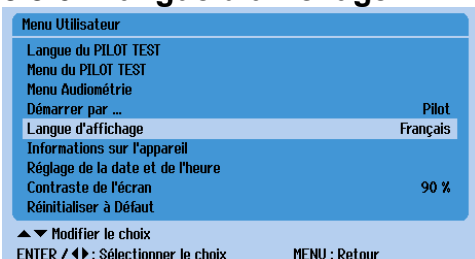 Menu Utilisateur
Langue du PILOT TEST
Menu du PILOT TEST
Menu Audiométrie
Démarrer par ... Pilot
Langue d'affichage Français
Informations sur l'appareil
Réglage de la date et de l'heure
Contraste de l'écran 90 %
Réinitialiser à Défaut
▲▼ Modifier le choix
ENTER / ◀▶ : Sélectionner le choix MENU : Retour